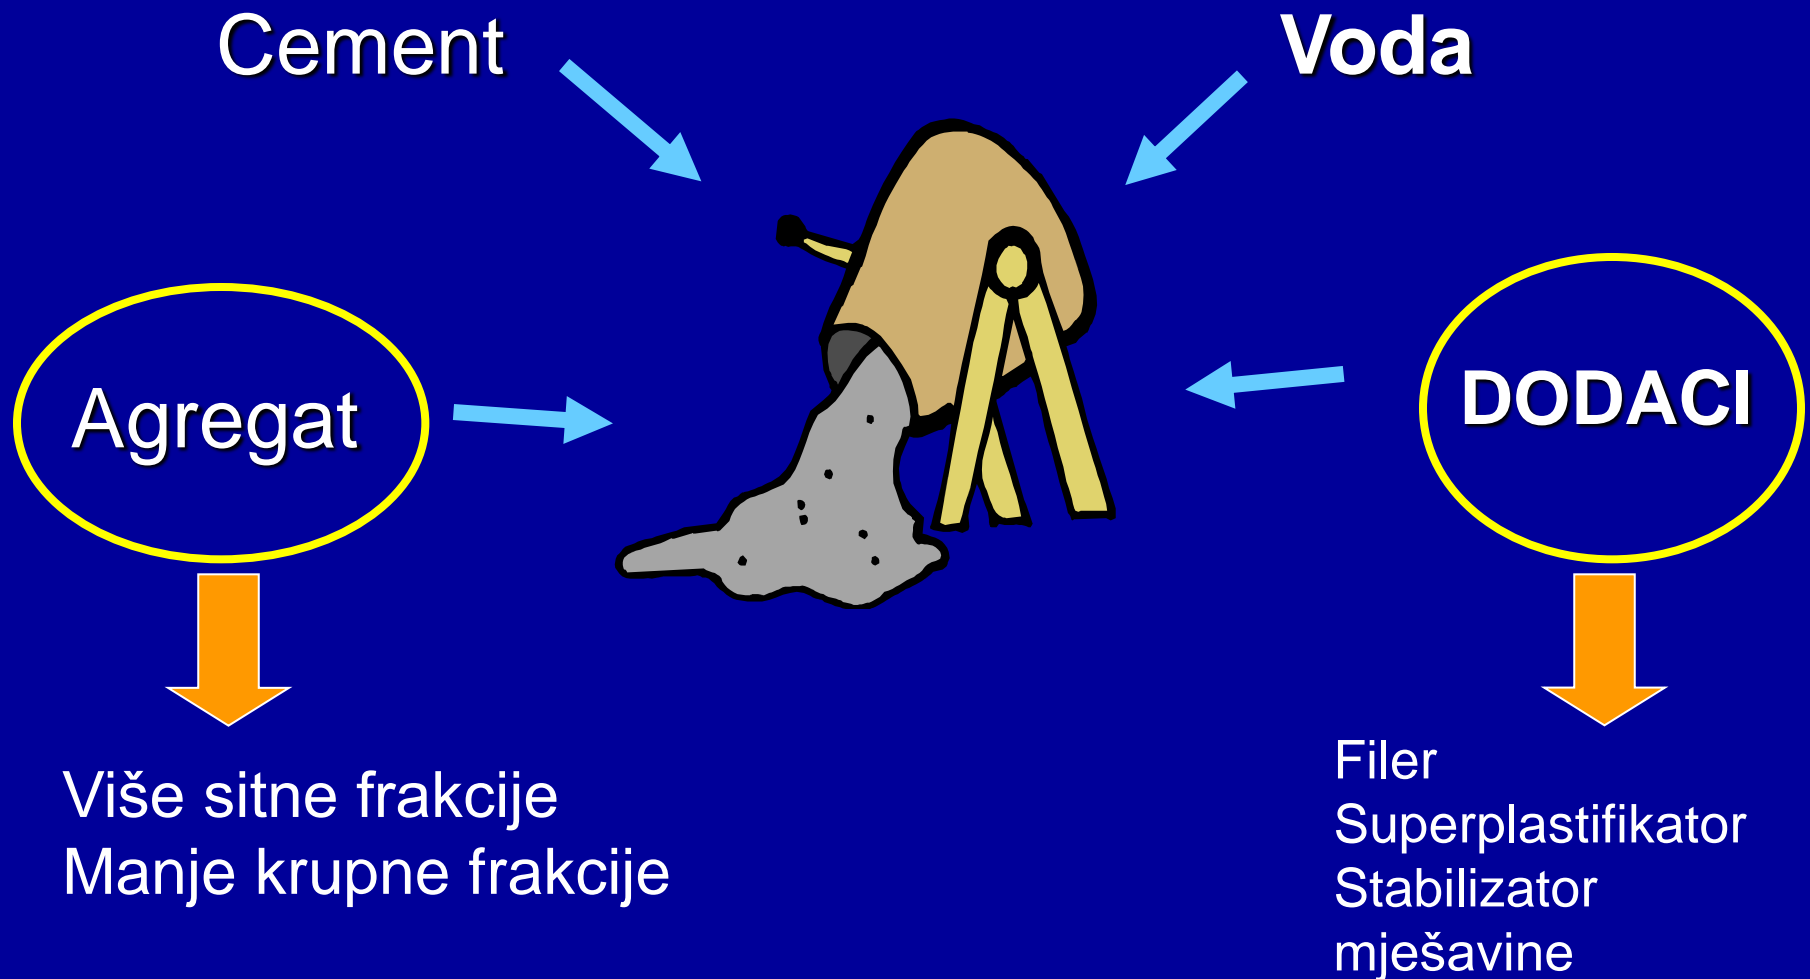 Cement
Voda
Agregat
DODACI
Više sitne frakcije
Manje krupne frakcije
Filer
Superplastifikator
Stabilizator
mješavine